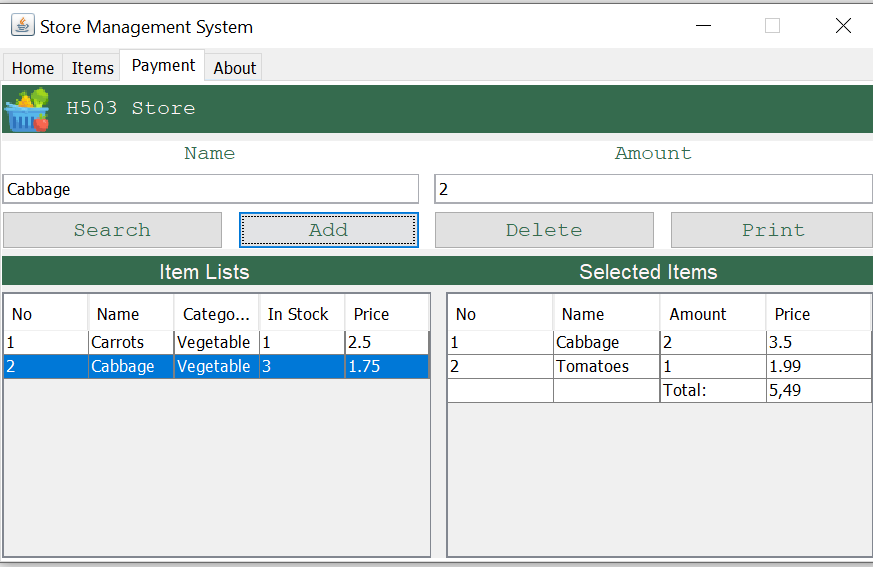 Store Management System
Home Items Payment About
H503 Store
Name Amount
Cabbage 2
Search Add Delete Print
Item Lists Selected Items
No Name Catego... In Stock Price
1 Carrots Vegetable 1 2.5
2 Cabbage Vegetable 3 1.75
No Name Amount Price
1 Cabbage 2 3.5
2 Tomatoes 1 1.99
Total: 5,49